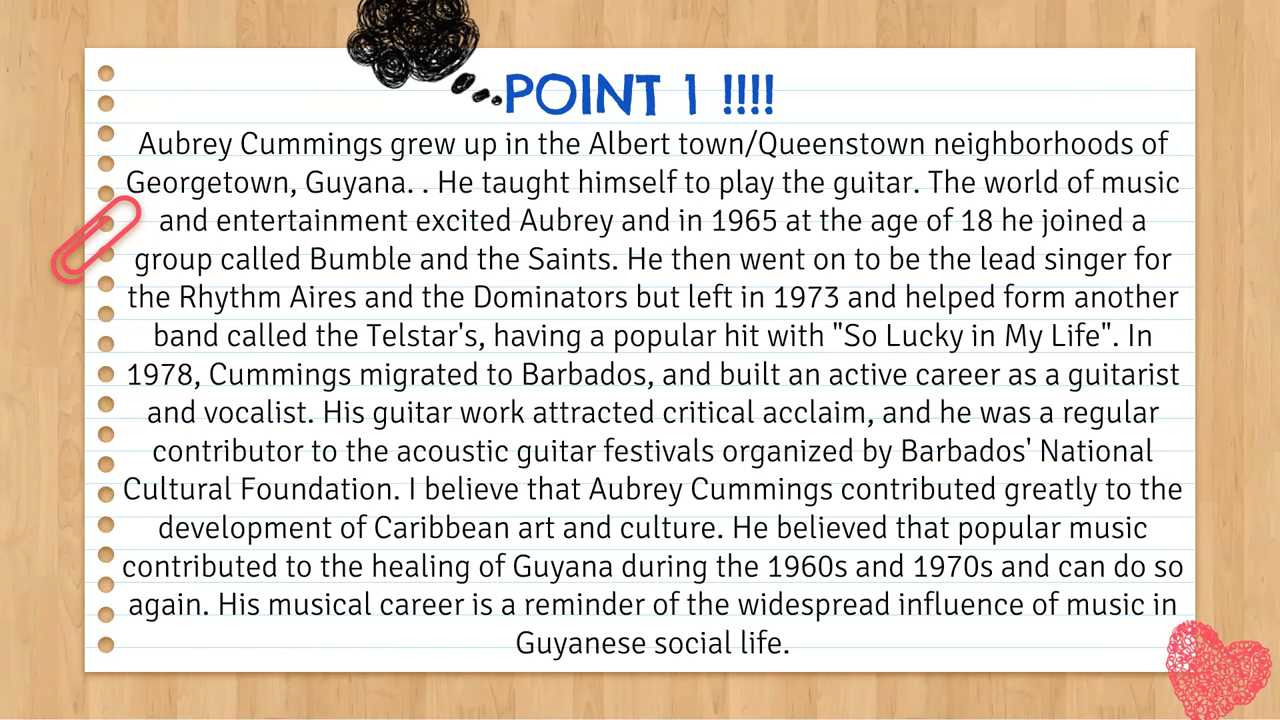 POINT 1 !!!!
Aubrey Cummings grew up in the Albert town/Queenstown neighborhoods of
Georgetown, Guyana. . He taught himself to play the guitar. The world of music
and entertainment excited Aubrey and in 1965 at the age of 18 he joined a
group called Bumble and the Saints. He then went on to be the lead singer for
the Rhythm Aires and the Dominators but left in 1973 and helped form another
band called the Telstar's, having a popular hit with "So Lucky in My Life". In
1978, Cummings migrated to Barbados, and built an active career as a guitarist
and vocalist. His guitar work attracted critical acclaim, and he was a regular
contributor to the acoustic guitar festivals organized by Barbados' National
Cultural Foundation. I believe that Aubrey Cummings contributed greatly to the
development of Caribbean art and culture. He believed that popular music
contributed to the healing of Guyana during the 1960s and 1970s and can do so
again. His musical career is a reminder of the widespread influence of music in
Guyanese social life.